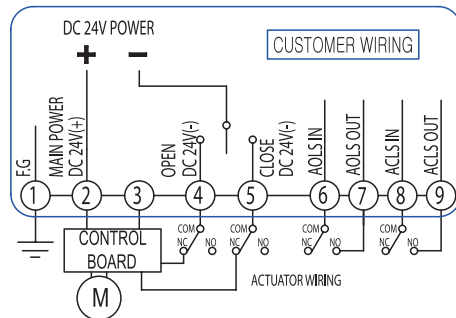 DC 24V POWER
+ −
CUSTOMER WIRING
F.G
MAIN POWER
DC 24V(+)
OPEN
DC 24V(-)
CLOSE
DC 24V(-)
AOLS IN
AOLS OUT
ACLS IN
ACLS OUT
1 2 3 4 5 6 7 8 9
CONTROL
BOARD
COM
NC NO
COM
NC NO
COM
NC NO
COM
NC NO
ACTUATOR WIRING
M